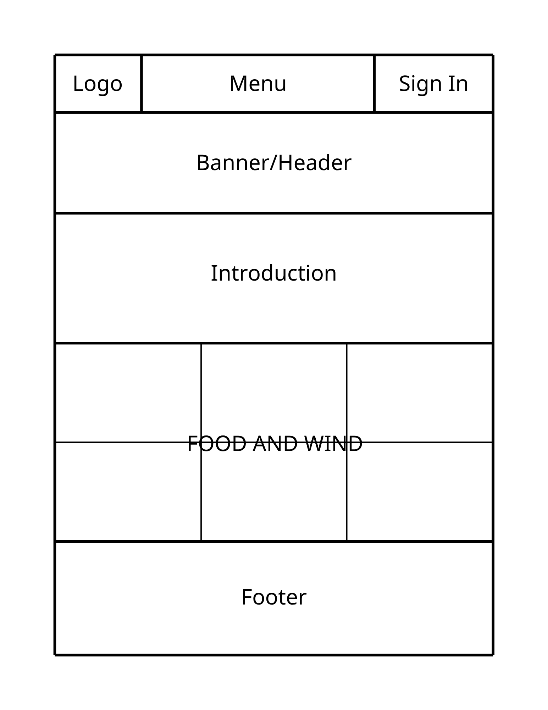 Logo
Menu
Sign In
Banner/Header
Introduction
FOOD AND WIND
Footer